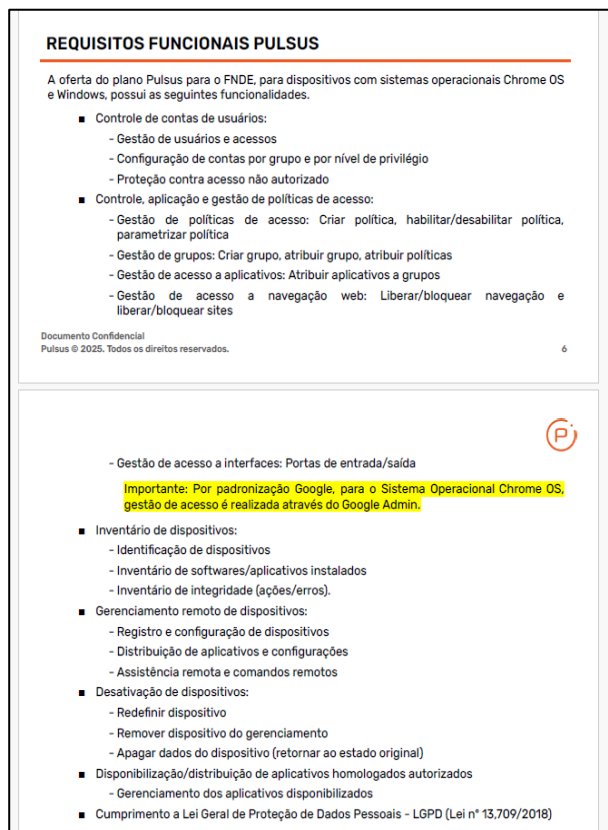 REQUISITOS FUNCIONAIS PULSUS
A oferta do plano Pulsus para o FNDE, para dispositivos com sistemas operacionais Chrome OS
e Windows, possui as seguintes funcionalidades.
■ Controle de contas de usuários:
- Gestão de usuários e acessos
- Configuração de contas por grupo e por nível de privilégio
- Proteção contra acesso não autorizado
■ Controle, aplicação e gestão de políticas de acesso:
- Gestão de políticas de acesso: Criar política, habilitar/desabilitar política,
parametrizar política
- Gestão de grupos: Criar grupo, atribuir grupo, atribuir políticas
- Gestão de acesso a aplicativos: Atribuir aplicativos a grupos
- Gestão de acesso a navegação web: Liberar/bloquear navegação e
liberar/bloquear sites
Documento Confidencial
Pulsus © 2025. Todos os direitos reservados. 6
P
- Gestão de acesso a interfaces: Portas de entrada/saída
Importante: Por padronização Google, para o Sistema Operacional Chrome OS,
gestão de acesso é realizada através do Google Admin.
■ Inventário de dispositivos:
- Identificação de dispositivos
- Inventário de softwares/aplicativos instalados
- Inventário de integridade (ações/erros).
■ Gerenciamento remoto de dispositivos:
- Registro e configuração de dispositivos
- Distribuição de aplicativos e configurações
- Assistência remota e comandos remotos
■ Desativação de dispositivos:
- Redefinir dispositivo
- Remover dispositivo do gerenciamento
- Apagar dados do dispositivo (retornar ao estado original)
■ Disponibilização/distribuição de aplicativos homologados autorizados
- Gerenciamento dos aplicativos disponibilizados
■ Cumprimento a Lei Geral de Proteção de Dados Pessoais - LGPD (Lei n° 13.709/2018)